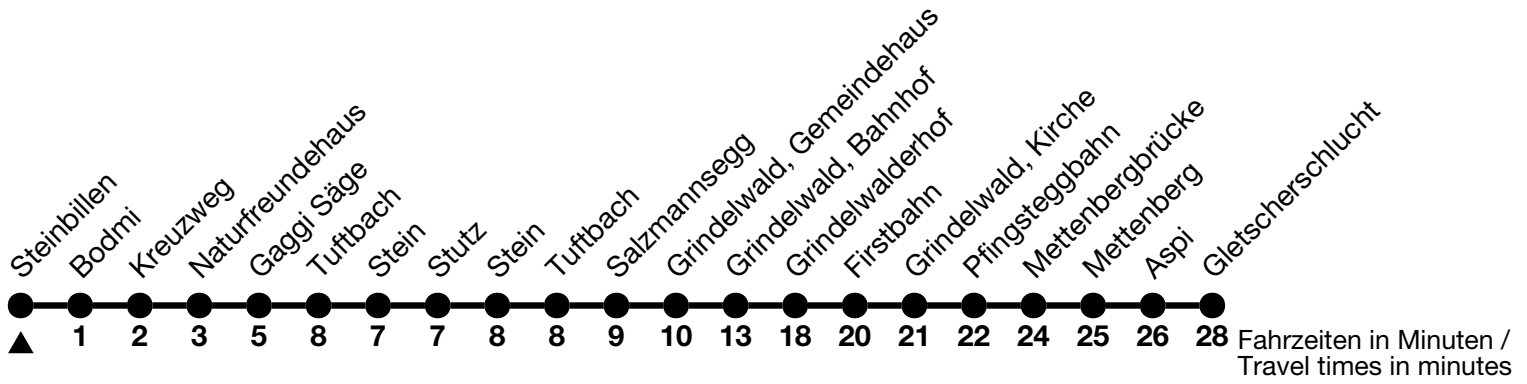 Steinbillen
Bodmi
Kreuzweg
Naturfreundehaus
Gaggi Säge
Tuftbach
Stein
Stutz
Stein
Tuftbach
Salzmannsegg
Grindelwald, Gemeindehaus
Grindelwald, Bahnhof
Grindelwalderhof
Firstbahn
Grindelwald, Kirche
Pfingsteggbahn
Mettenbergbrücke
Mettenberg
Aspi
Gletscherschlucht
1 2 3 5 8 7 7 8 8 9 10 13 18 20 21 22 24 25 26 28
Fahrzeiten in Minuten /
Travel times in minutes